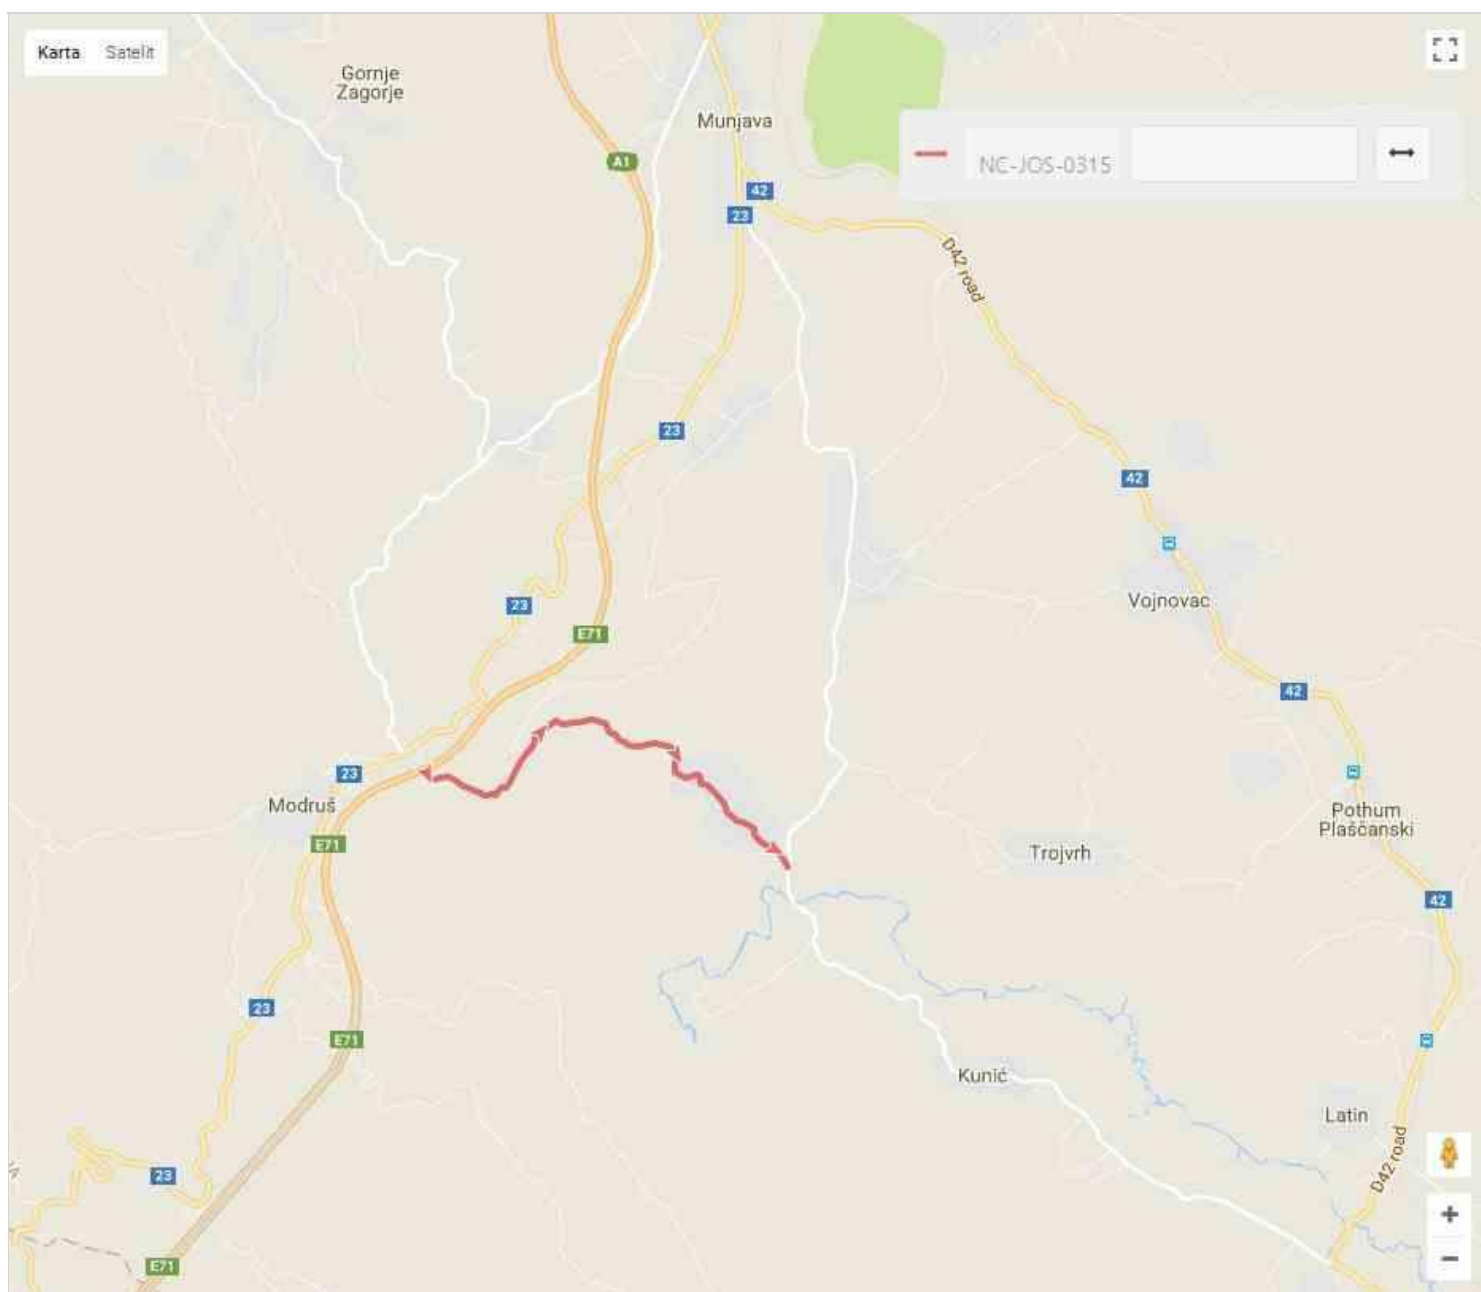 Karta Satelit
Gornje
Zagorje
Munjava
A1
NC-JOS-0315
42
23
D42 road
23
42
Vojnovac
23
E71
42
23
Modruš
E71
Pothum
Plaščanski
Trojvrh
42
23
E71
Kunić
Latin
D42 road
23
E71
+
−